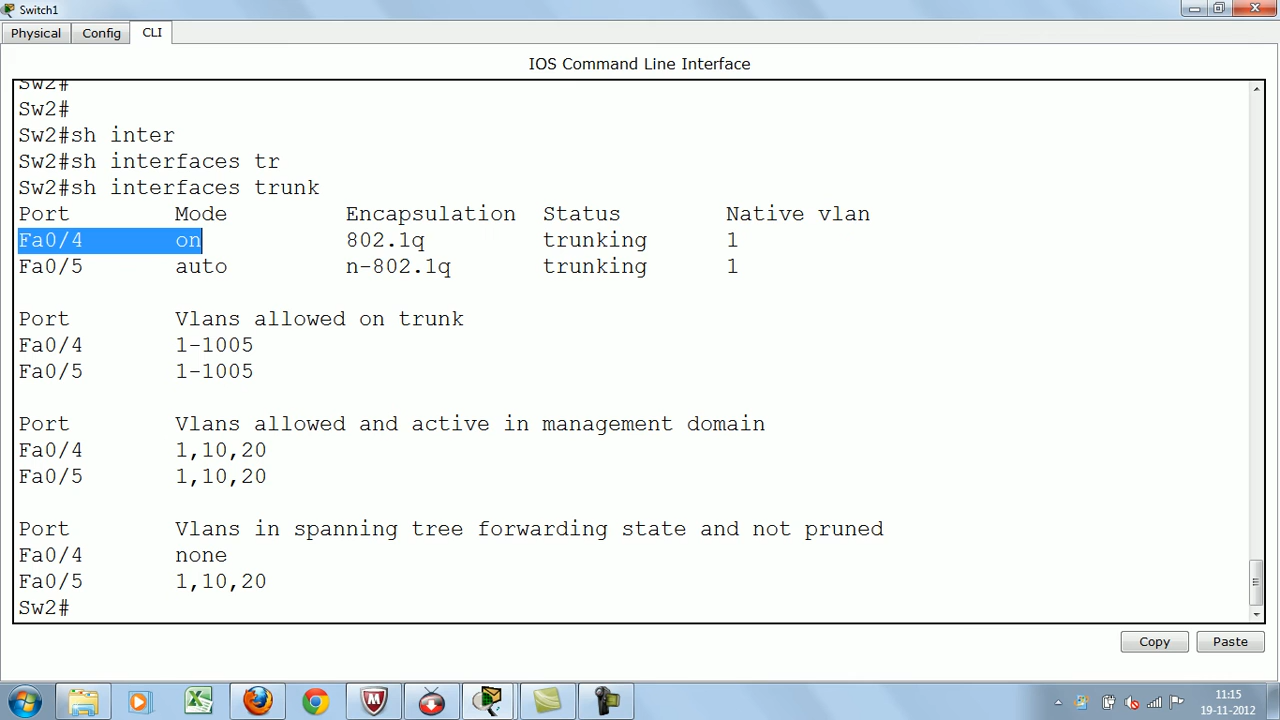 Switch1
Physical Config CLI
IOS Command Line Interface
Sw2#
Sw2#
Sw2#sh inter
Sw2#sh interfaces tr
Sw2#sh interfaces trunk
Port Mode Encapsulation Status Native vlan
Fa0/4 on 802.1q trunking 1
Fa0/5 auto n-802.1q trunking 1
Port Vlans allowed on trunk
Fa0/4 1-1005
Fa0/5 1-1005
Port Vlans allowed and active in management domain
Fa0/4 1,10,20
Fa0/5 1,10,20
Port Vlans in spanning tree forwarding state and not pruned
Fa0/4 none
Fa0/5 1,10,20
Sw2#
Copy Paste
11:15
19-11-2012